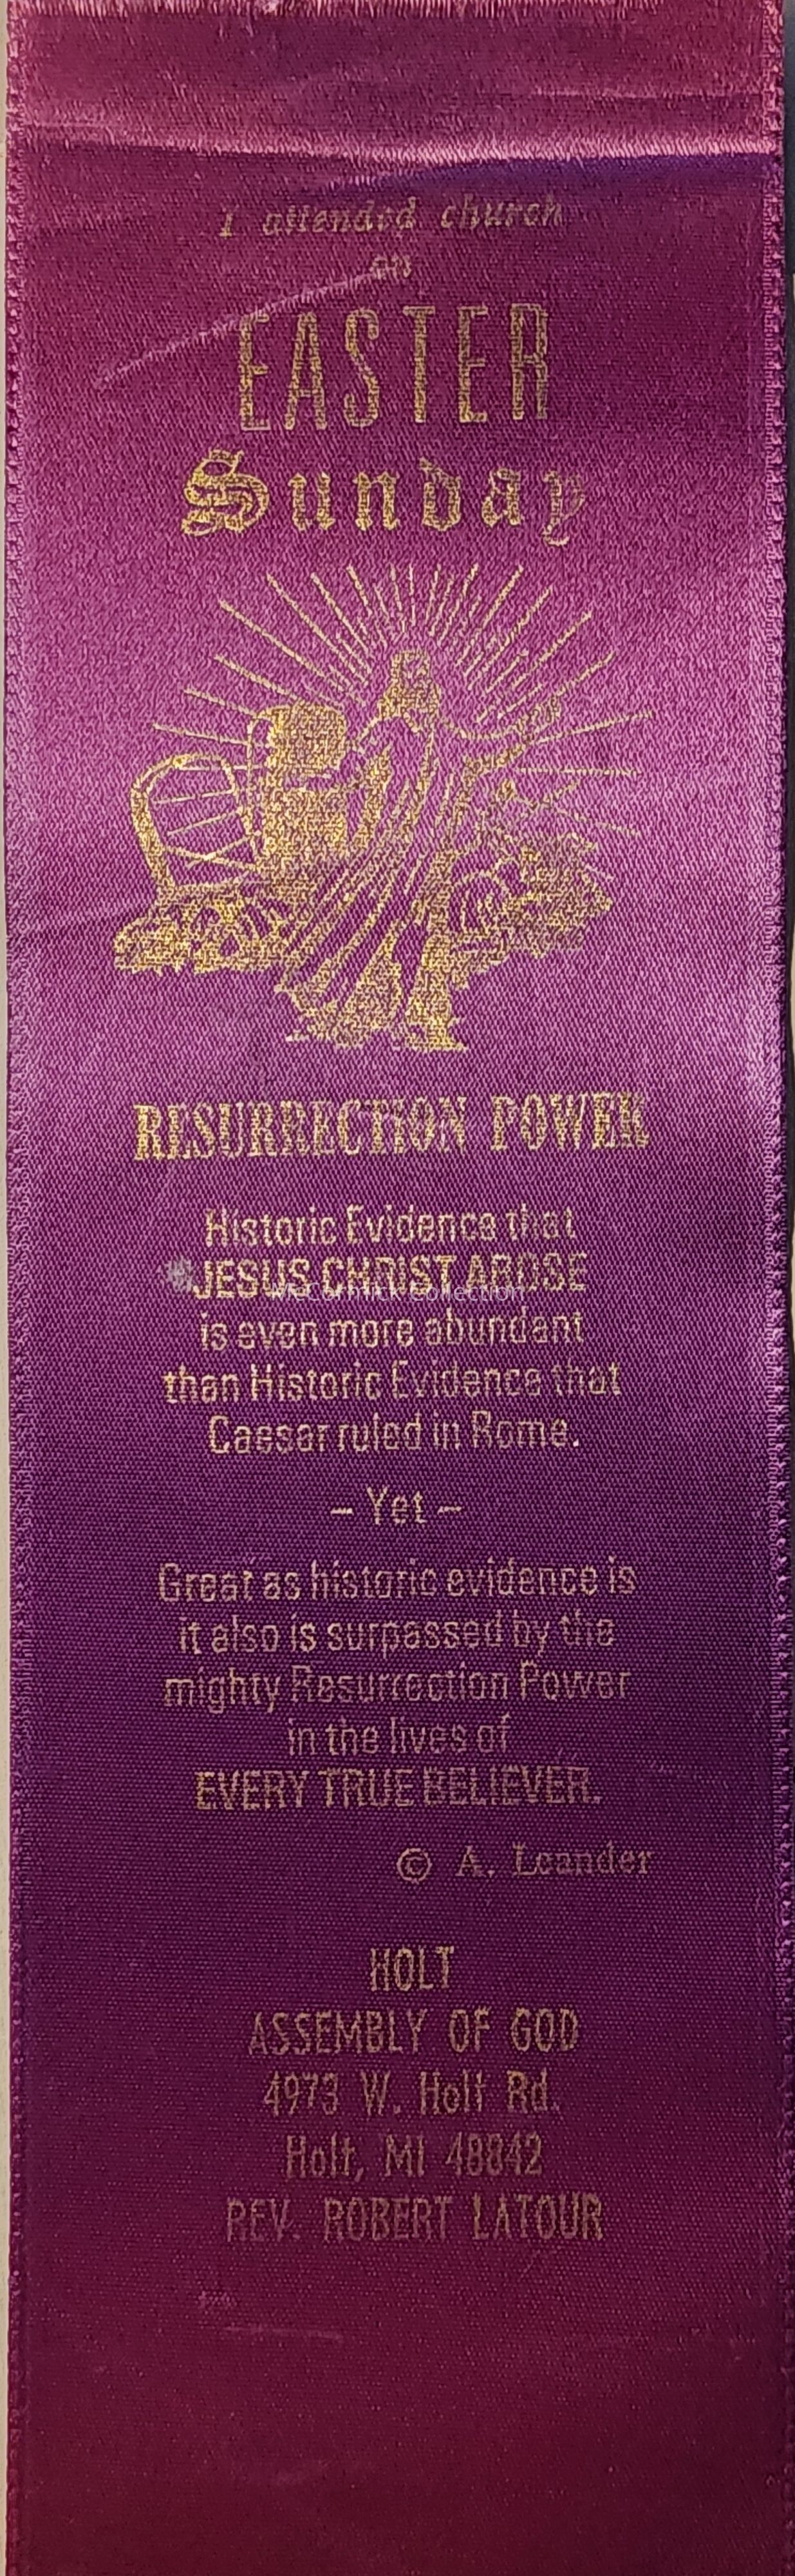 I attended church
on
EASTER
Sunday
RESURRECTION POWER
Historic Evidence that
JESUS CHRIST AROSE
McCormick Collection
is even more abundant
than Historic Evidence that
Caesar ruled in Rome.
– Yet –
Great as historic evidence is
it also is surpassed by the
mighty Resurrection Power
in the lives of
EVERY TRUE BELIEVER.
© A. Leander
HOLT
ASSEMBLY OF GOD
4973 W. Holt Rd.
Holt, MI 48842
REV. ROBERT LATOUR